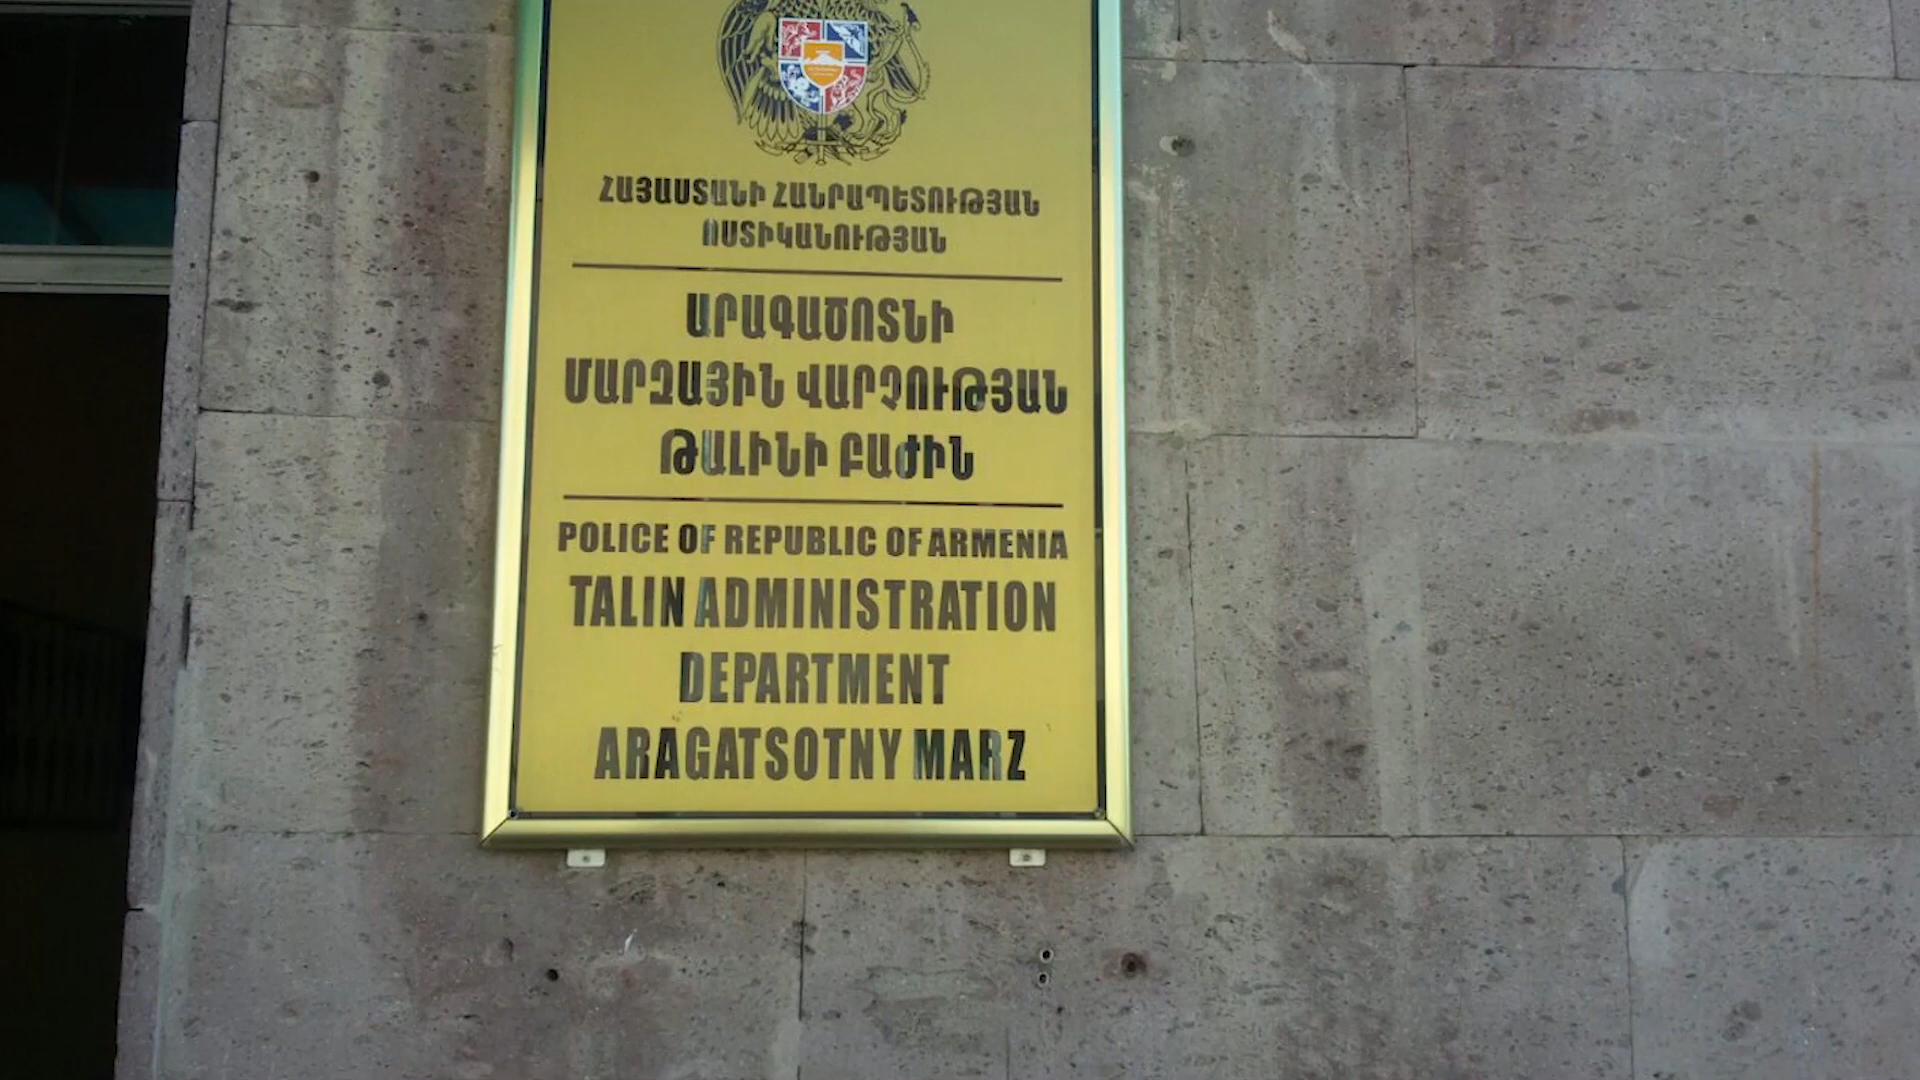 ՀԱՅԱՍՏԱՆԻ ՀԱՆՐԱՊԵՏՈՒԹՅԱՆ
ՈՍՏԻԿԱՆՈՒԹՅԱՆ
ԱՐԱԳԱԾՈՏՆԻ
ՄԱՐԶԱՅԻՆ ՎԱՐՉՈՒԹՅԱՆ
ԹԱԼԻՆԻ ԲԱԺԻՆ
POLICE OF REPUBLIC OF ARMENIA
TALIN ADMINISTRATION
DEPARTMENT
ARAGATSOTNY MARZ